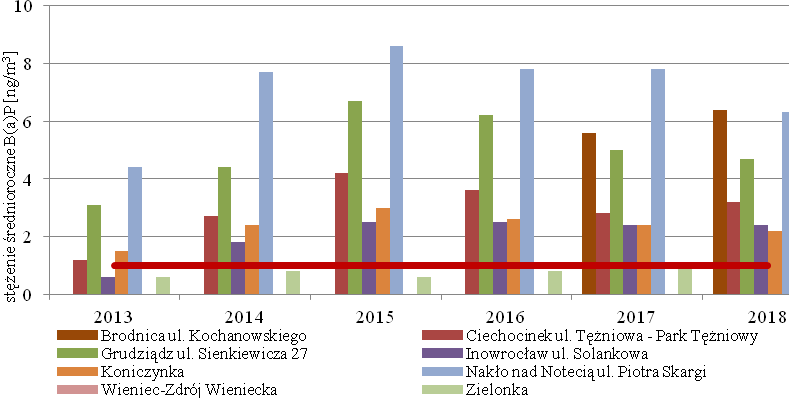 stężenie średnioroczne B(a)P [ng/m³]
10
8
6
4
2
0
2013 2014 2015 2016 2017 2018
Brodnica ul. Kochanowskiego Ciechocinek ul. Tężniowa - Park Tężniowy
Grudziądz ul. Sienkiewicza 27 Inowrocław ul. Solankowa
Koniczynka Nakło nad Notecią ul. Piotra Skargi
Wieniec-Zdrój Wieniecka Zielonka